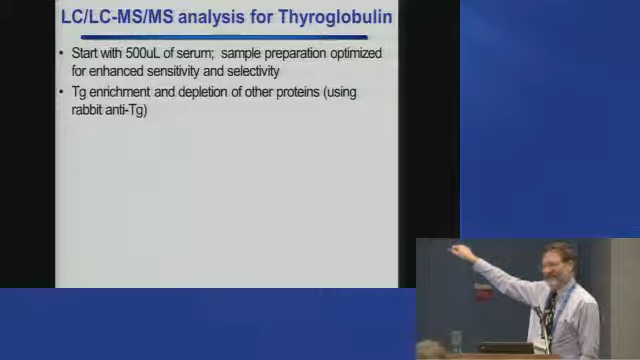 LC/LC-MS/MS analysis for Thyroglobulin
• Start with 500uL of serum; sample preparation optimized
for enhanced sensitivity and selectivity
• Tg enrichment and depletion of other proteins (using
rabbit anti-Tg)